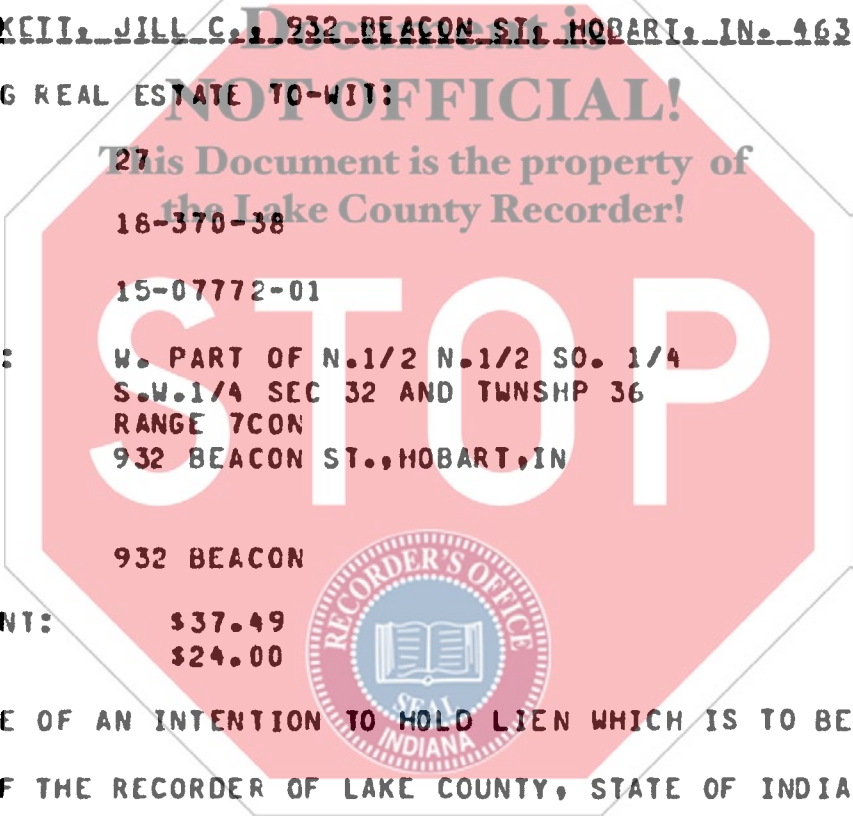 KETT, JILL C., 932 BEACON ST, HOBART, IN. 463
Document is
G REAL ESTATE TO-WIT:
NOT OFFICIAL!
27
This Document is the property of
the Lake County Recorder!
18-370-38
15-07772-01
STOP
: W. PART OF N.1/2 N.1/2 SO. 1/4
S.W.1/4 SEC 32 AND TWNSHP 36
RANGE 7CON
932 BEACON ST.,HOBART,IN
932 BEACON
RECORDER'S OFFICE
NT: $37.49
$24.00
SEAL
INDIANA
E OF AN INTENTION TO HOLD LIEN WHICH IS TO BE
F THE RECORDER OF LAKE COUNTY, STATE OF INDIA